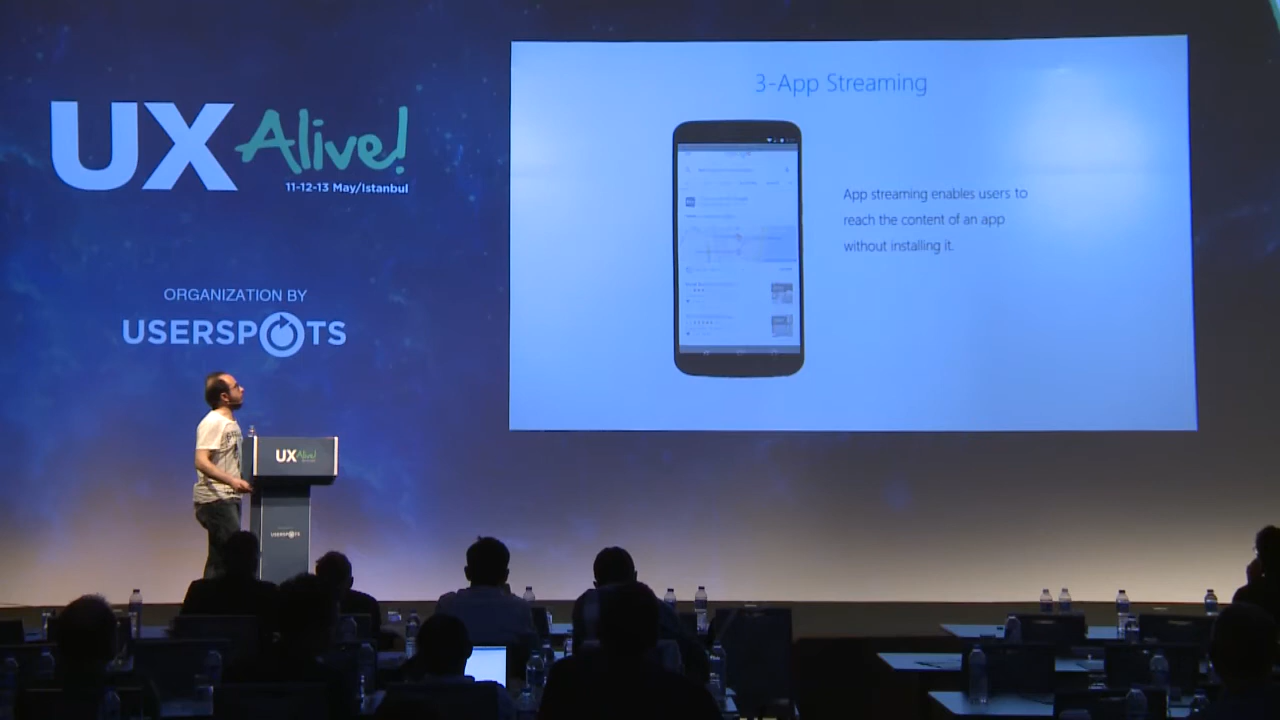 UX Alive!
11-12-13 May/Istanbul
ORGANIZATION BY
USERSPOTS
3-App Streaming
App streaming enables users to
reach the content of an app
without installing it.
UX Alive!
USERSPOTS